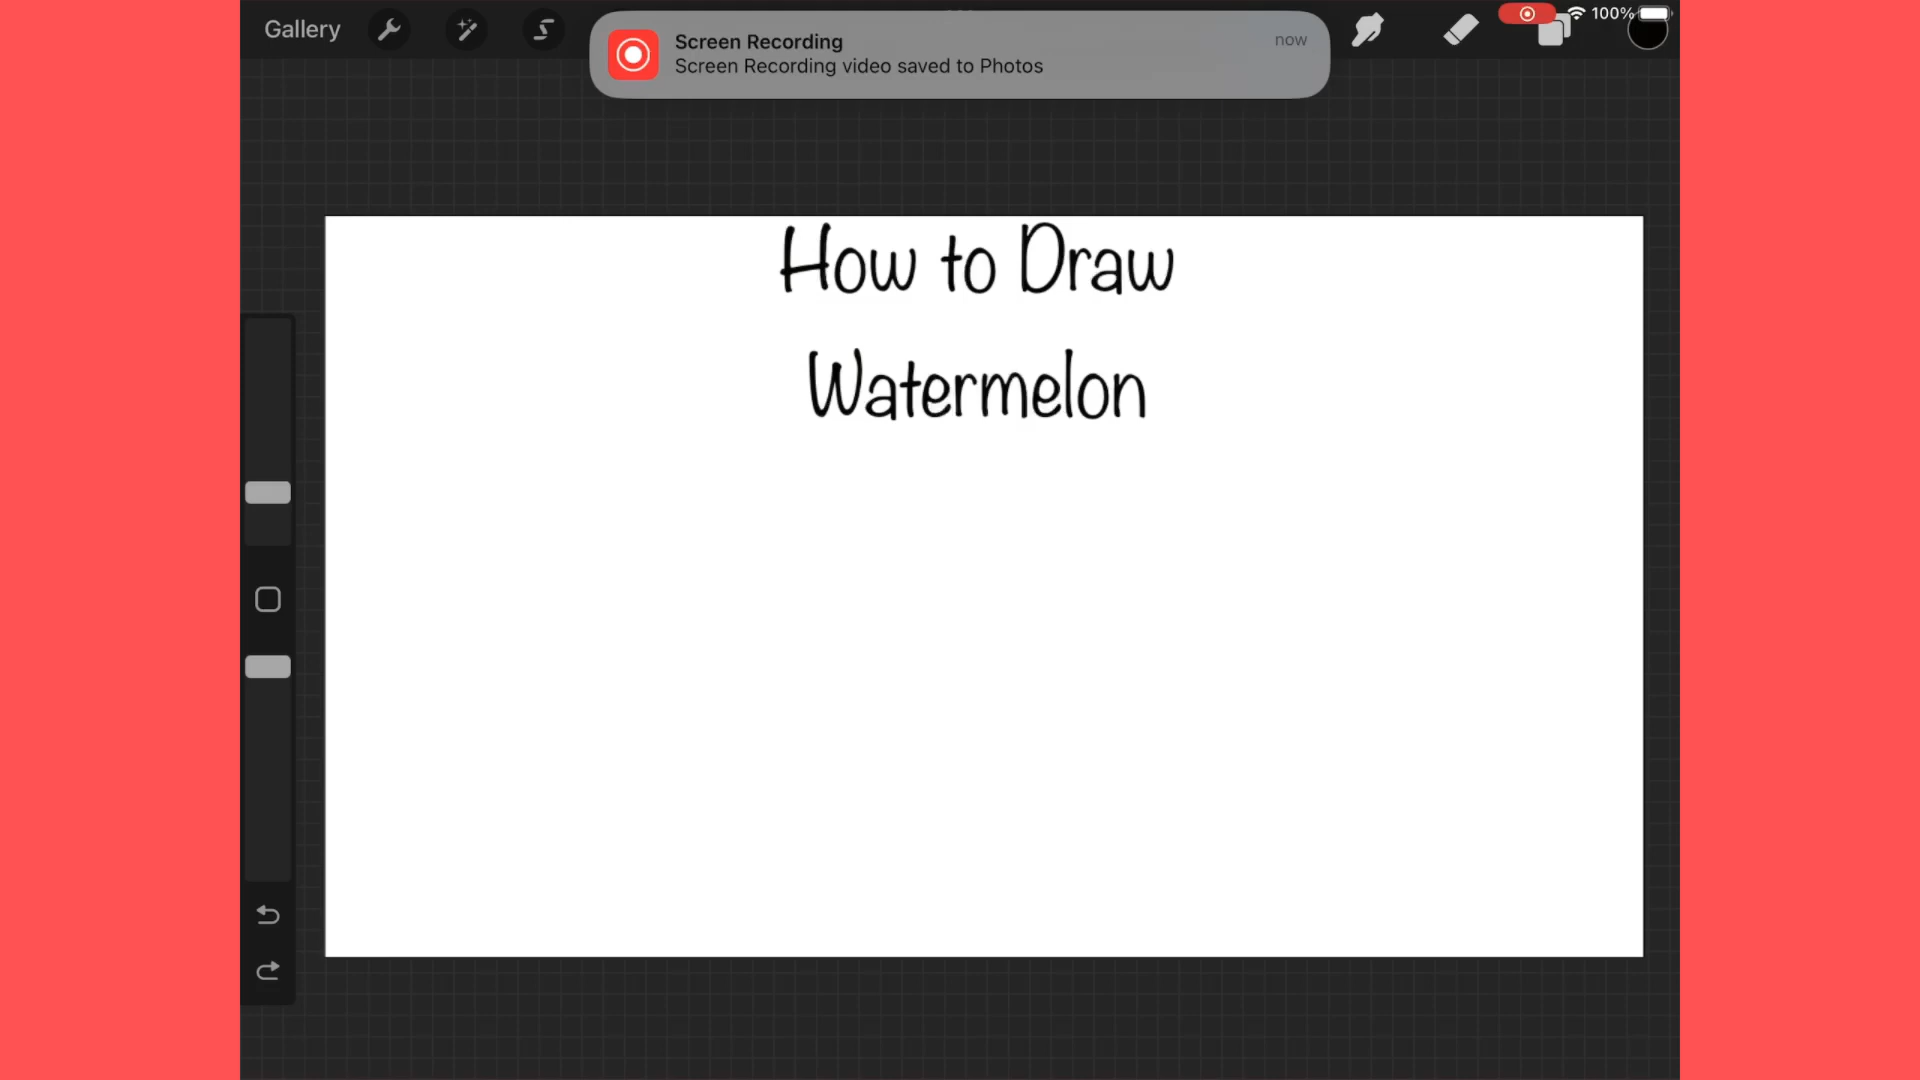 Gallery
Screen Recording
now
Screen Recording video saved to Photos
100%
How to Draw
Watermelon